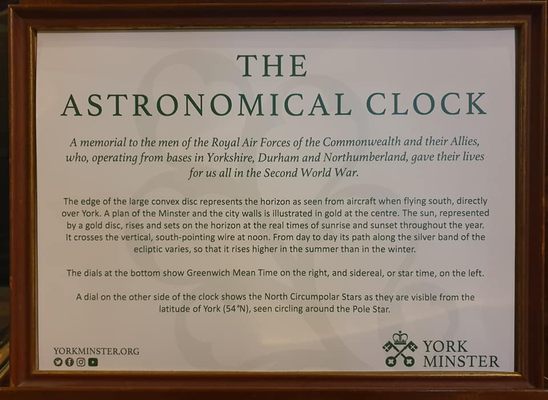 THE
ASTRONOMICAL CLOCK
A memorial to the men of the Royal Air Forces of the Commonwealth and their Allies,
who, operating from bases in Yorkshire, Durham and Northumberland, gave their lives
for us all in the Second World War.
The edge of the large convex disc represents the horizon as seen from aircraft when flying south, directly
over York. A plan of the Minster and the city walls is illustrated in gold at the centre. The sun, represented
by a gold disc, rises and sets on the horizon at the real times of sunrise and sunset throughout the year.
It crosses the vertical, south-pointing wire at noon. From day to day its path along the silver band of the
ecliptic varies, so that it rises higher in the summer than in the winter.
The dials at the bottom show Greenwich Mean Time on the right, and sidereal, or star time, on the left.
A dial on the other side of the clock shows the North Circumpolar Stars as they are visible from the
latitude of York (54°N), seen circling around the Pole Star.
YORKMINSTER.ORG
YORK
MINSTER